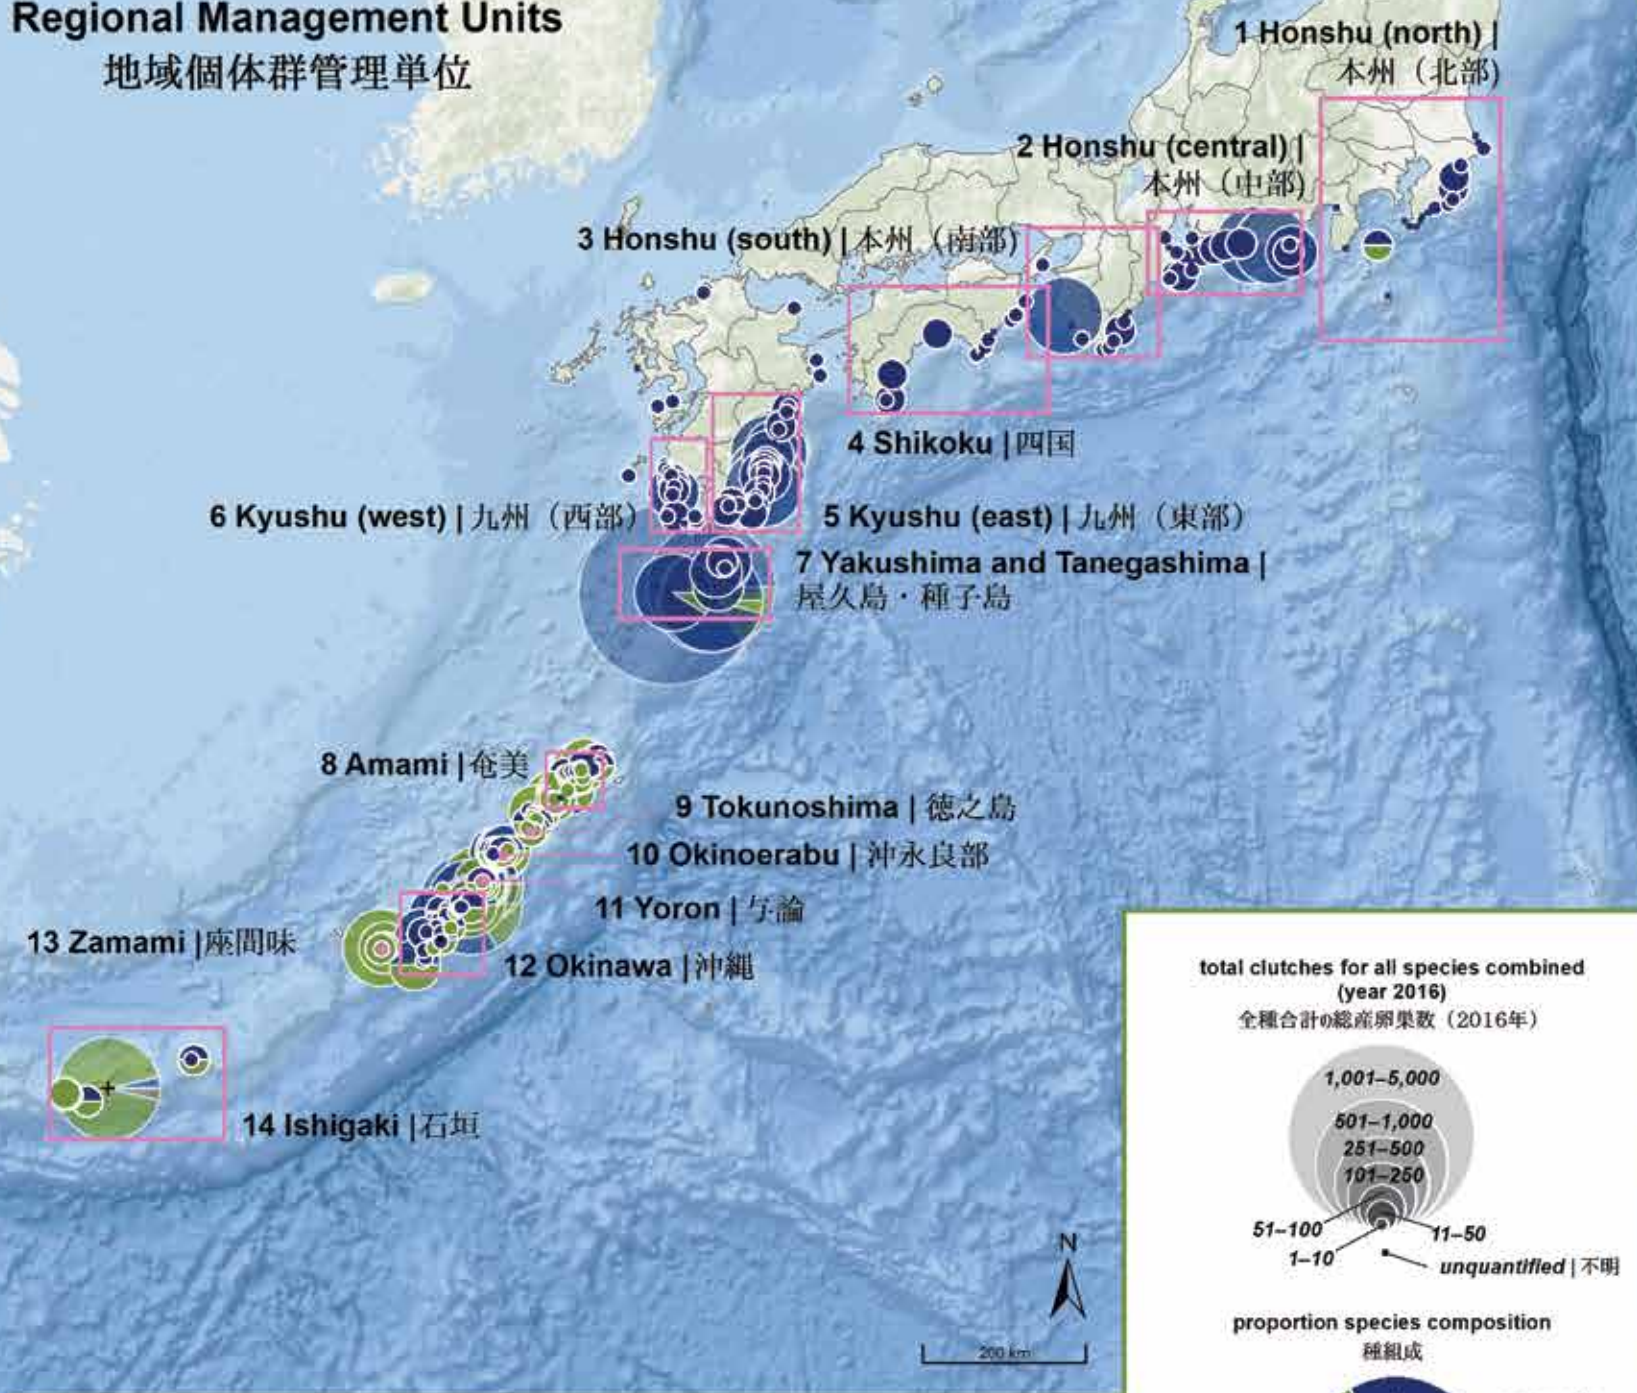 Regional Management Units
地域個体群管理単位
1 Honshu (north) |
本州（北部)
2 Honshu (central) |
本州（中部)
3 Honshu (south) | 本州（南部）
4 Shikoku | 四国
6 Kyushu (west) | 九州（西部）
5 Kyushu (east) | 九州（東部）
7 Yakushima and Tanegashima |
屋久島・種子島
8 Amami | 奄美
9 Tokunoshima | 徳之島
10 Okinoerabu | 沖永良部
11 Yoron | 与論
13 Zamami | 座間味
12 Okinawa | 沖縄
14 Ishigaki | 石垣
N
200 km
total clutches for all species combined
(year 2016)
全種合計の総産卵巣数（2016年）
1,001–5,000
501–1,000
251–500
101–250
51–100
11–50
1–10
unquantified | 不明
proportion species composition
種組成